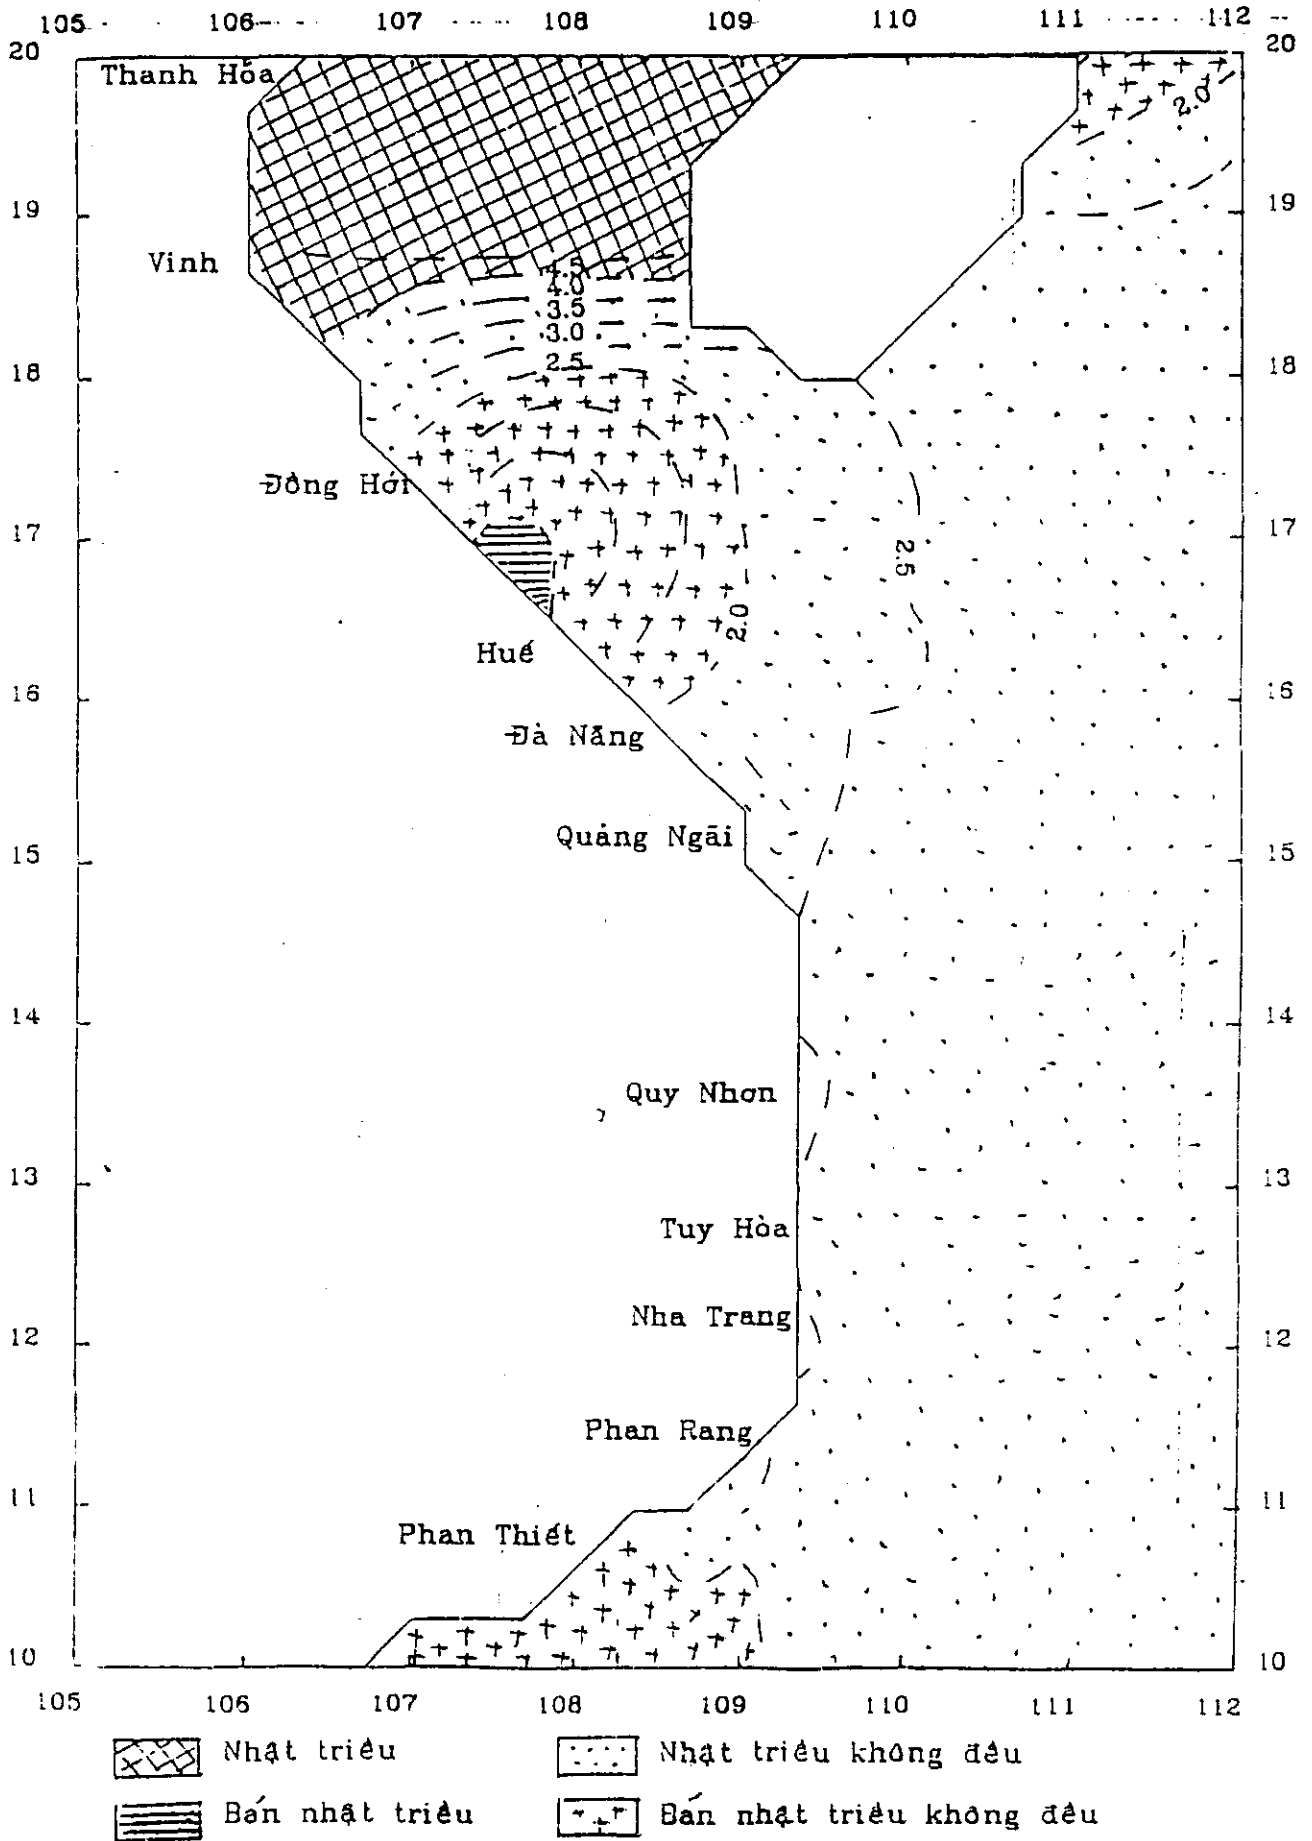 105 106 107 108 109 110 111 112
20 20
Thanh Hóa
2.0
19 19
Vinh
4.5
4.0
3.5
3.0
2.5
18 18
Đồng Hới
17 17
2.5
2.0
Huế
16 16
Đà Nẵng
Quảng Ngãi
15 15
14 14
Quy Nhơn
13 13
Tuy Hòa
Nha Trang
12 12
Phan Rang
11 11
Phan Thiết
10 10
105 106 107 108 109 110 111 112
Nhật triều Nhật triều không đều
Bán nhật triều Bán nhật triều không đều